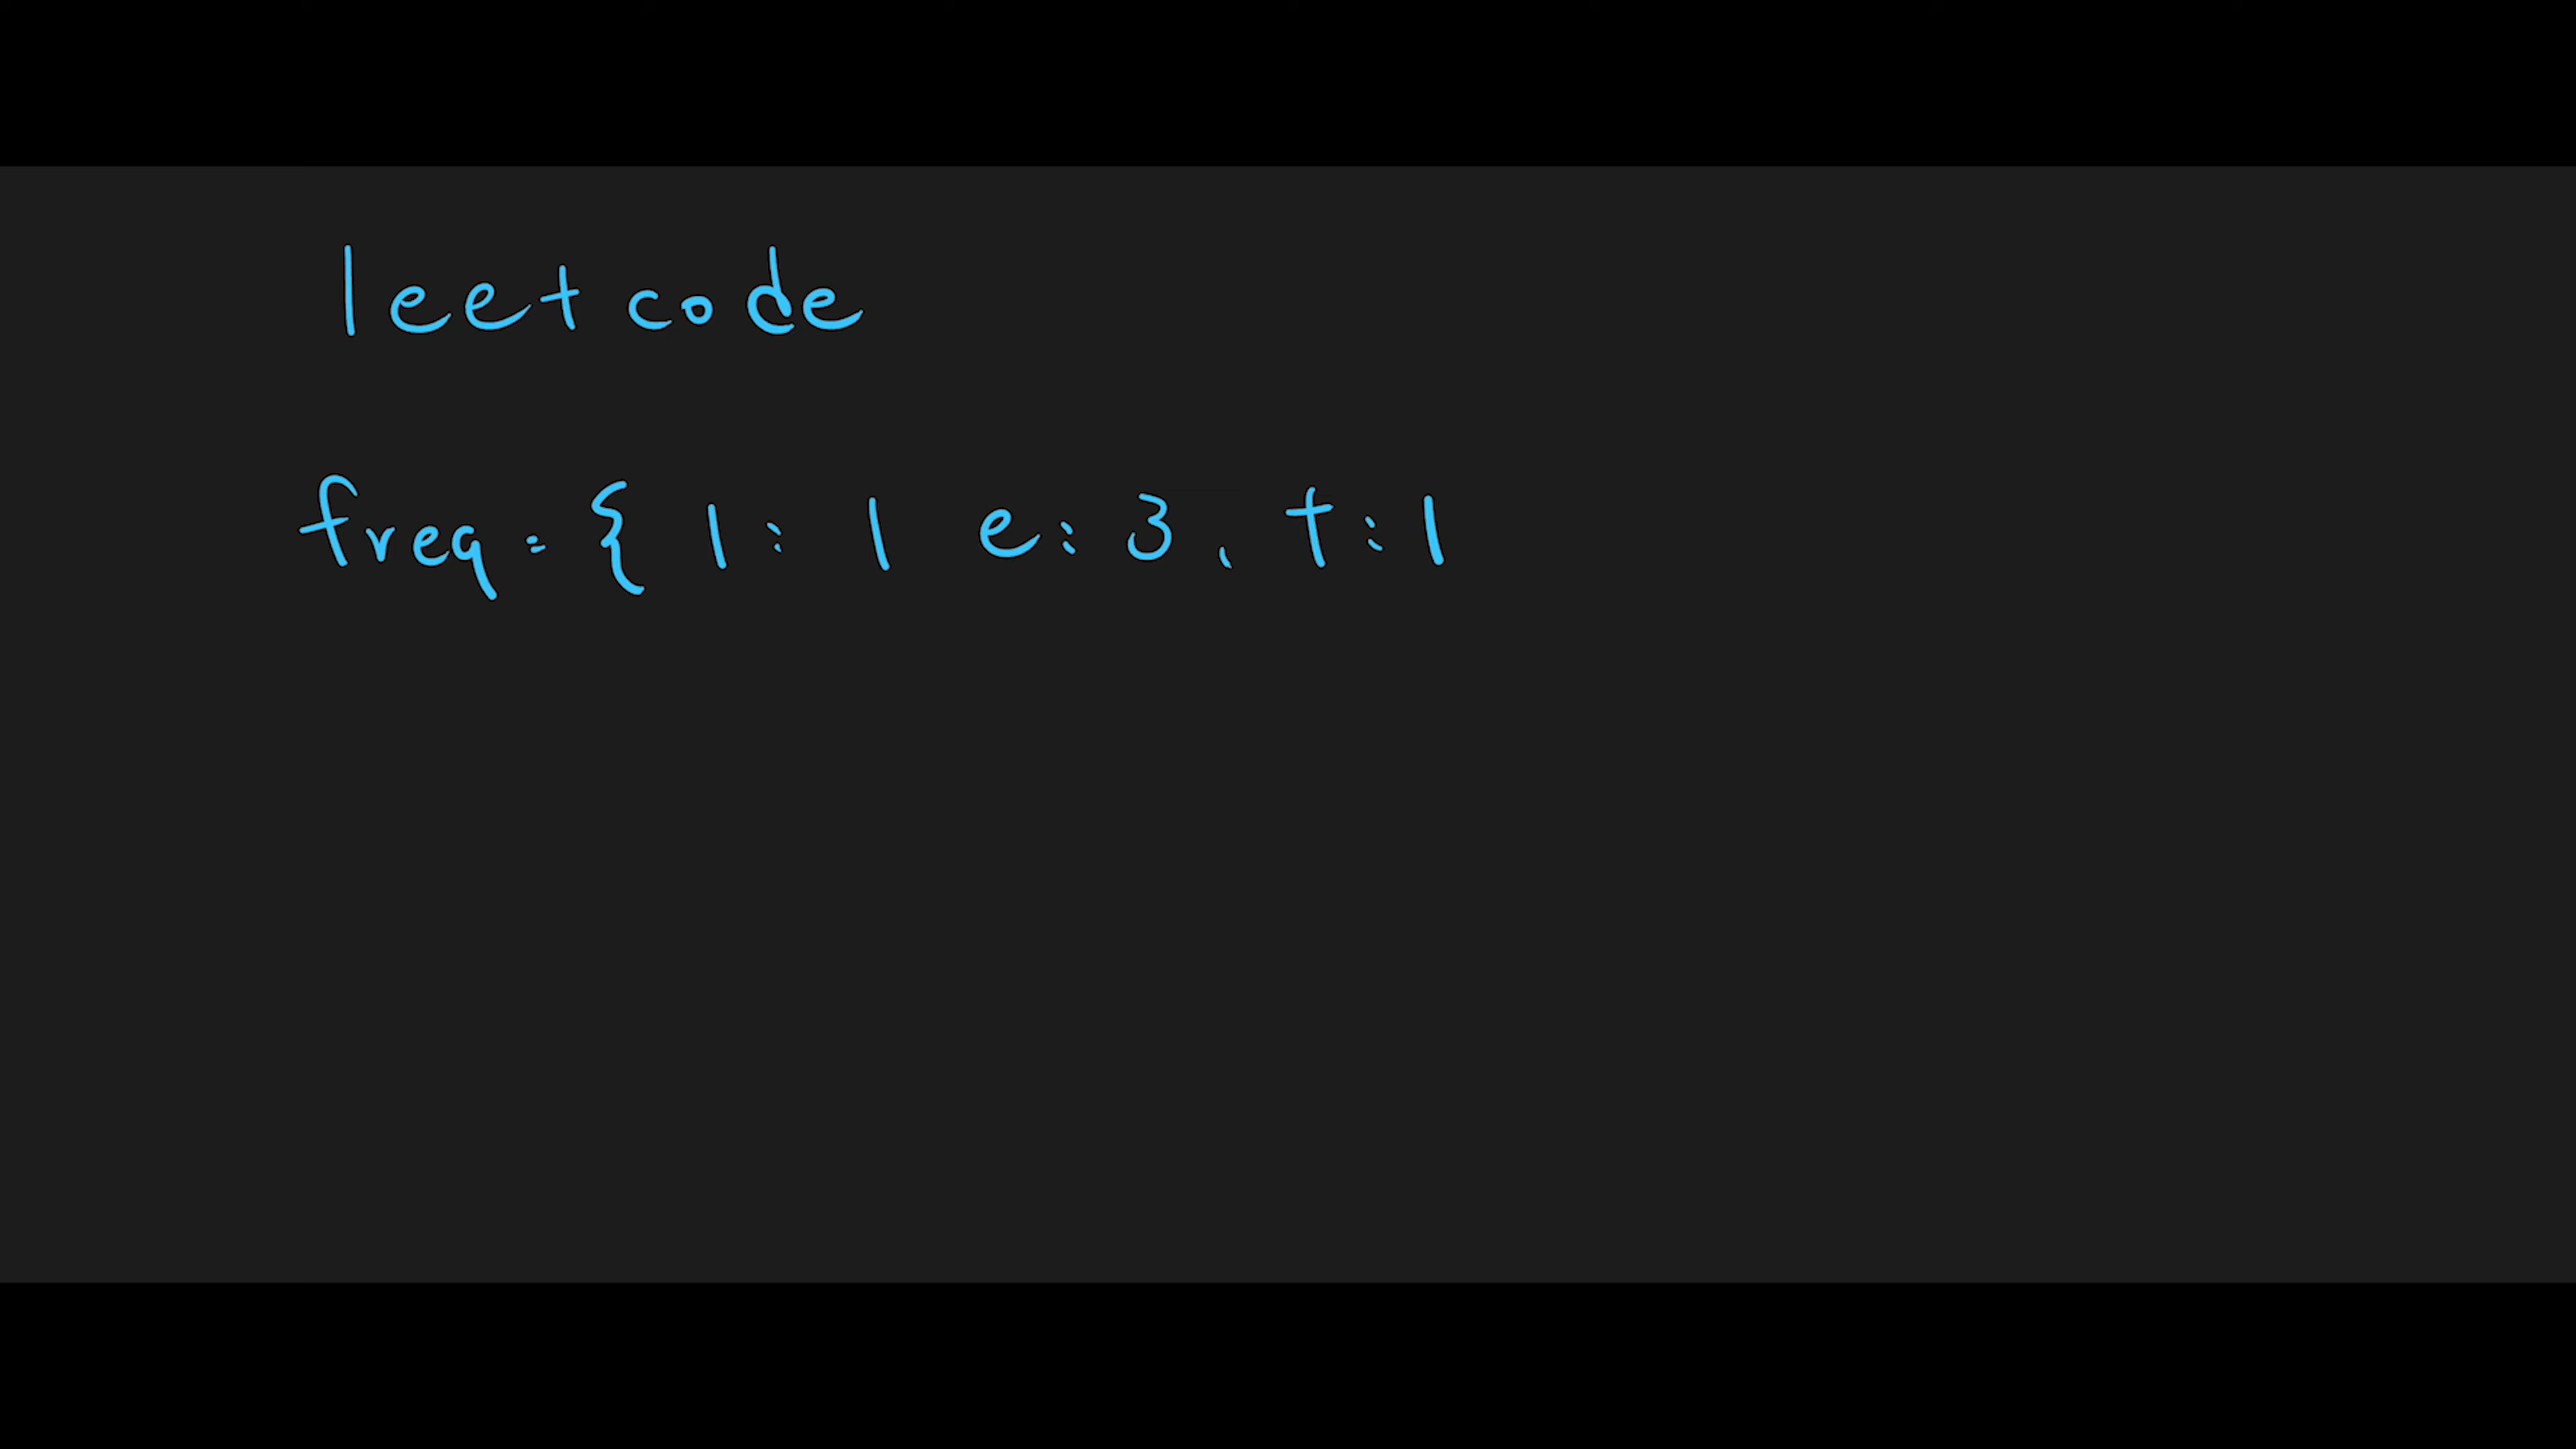 leetcode
freq = { l : 1 e : 3 , t : 1